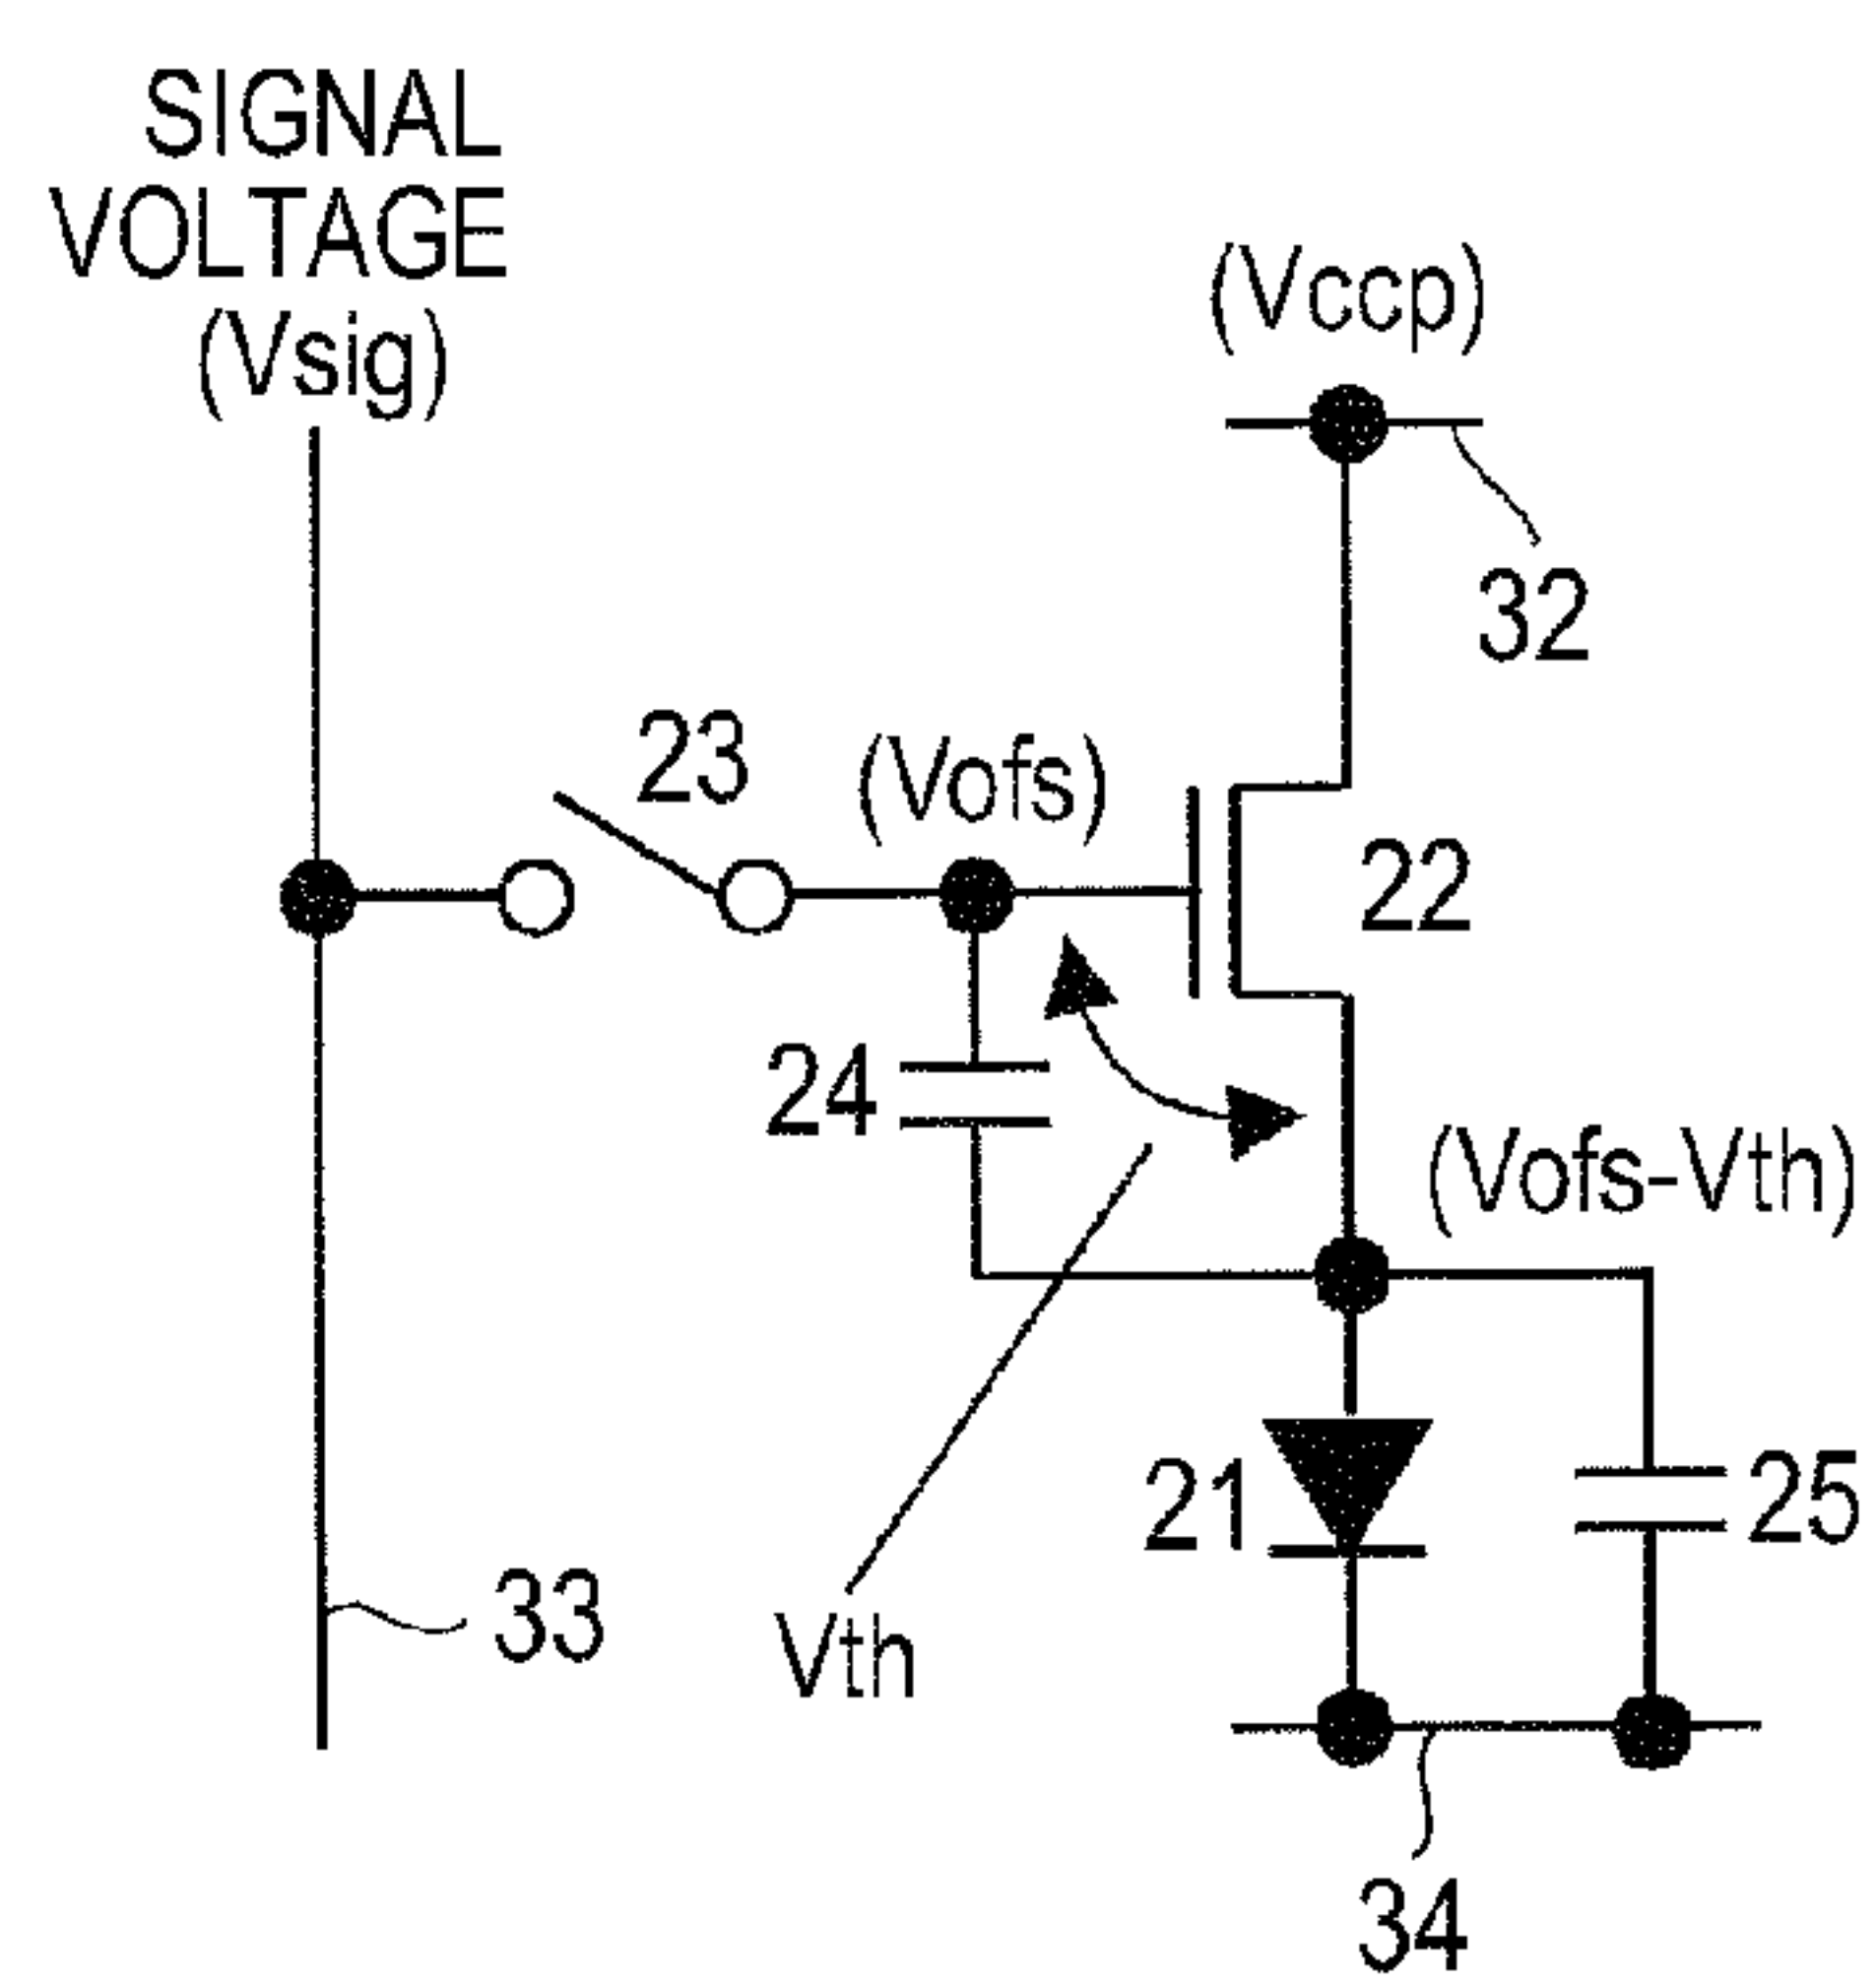 SIGNAL
VOLTAGE
(Vsig)
(Vccp)
32
23
(Vofs)
22
24
(Vofs-Vth)
21
25
33
Vth
34